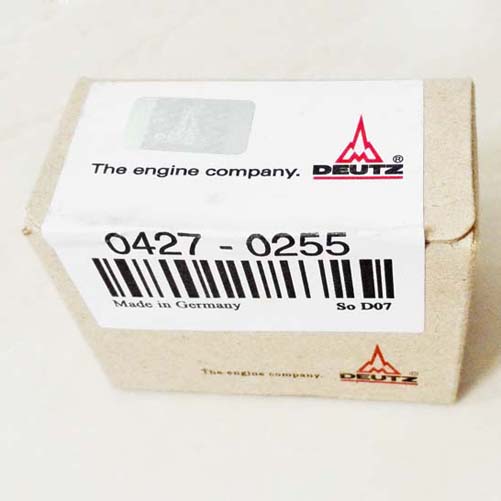 The engine company.
DEUTZ®
0427 - 0255
Made in Germany
So D07
The engine company.
DEUTZ